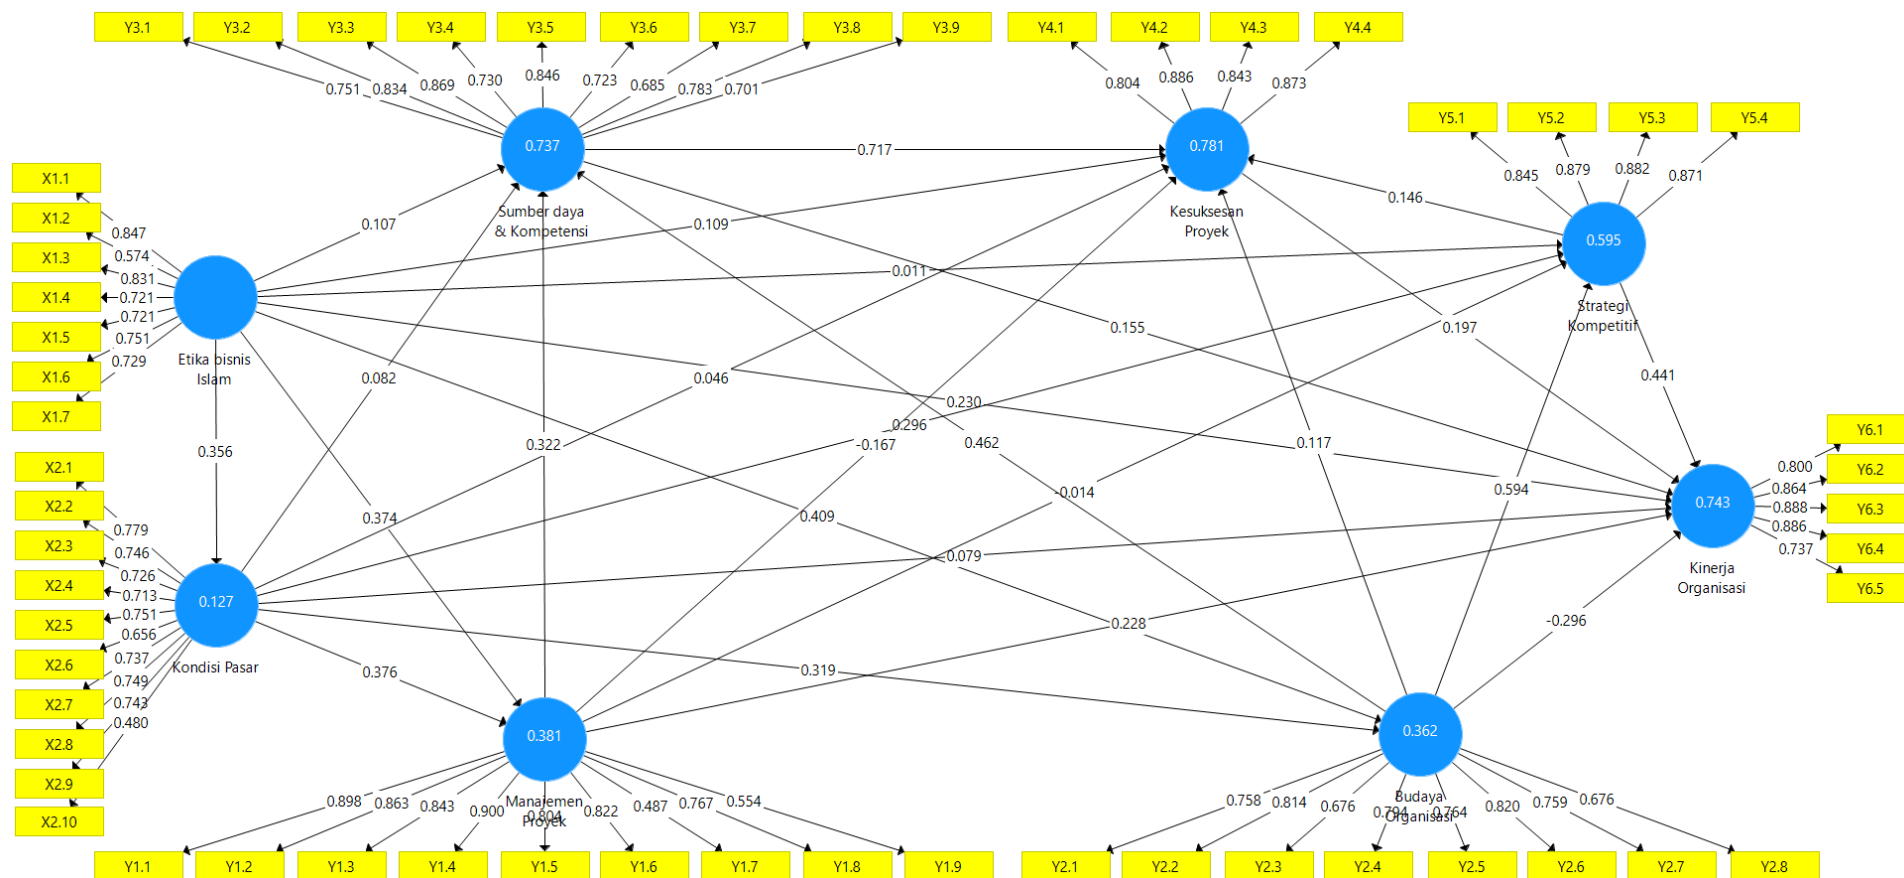 Y3.1 Y3.2 Y3.3 Y3.4 Y3.5 Y3.6 Y3.7 Y3.8 Y3.9 Y4.1 Y4.2 Y4.3 Y4.4
0.751 0.834 0.869 0.730 0.846 0.723 0.685 0.783 0.701
0.804 0.886 0.843 0.873
Y5.1 Y5.2 Y5.3 Y5.4
0.845 0.879 0.882 0.871
0.737
0.717
0.781
0.146
0.595
Sumber daya
& Kompetensi
Kesuksesan
Proyek
Strategi
Kompetitif
X1.1
X1.2
X1.3
X1.4
X1.5
X1.6
X1.7
0.847
0.574
0.831
0.721
0.721
0.751
0.729
Etika bisnis
Islam
0.107
0.109
0.011
0.155
0.197
0.082
0.046
0.230
0.441
0.296
-0.167
0.462
0.117
0.356
0.322
0.594
-0.014
0.374
0.409
0.079
X2.1
X2.2
X2.3
X2.4
X2.5
X2.6
X2.7
X2.8
X2.9
X2.10
0.779
0.746
0.726
0.713
0.751
0.656
0.737
0.749
0.743
0.480
0.127
Kondisi Pasar
0.743
Kinerja
Organisasi
0.800
0.864
0.888
0.886
0.737
Y6.1
Y6.2
Y6.3
Y6.4
Y6.5
0.228
-0.296
0.376
0.319
0.381
Manajemen
Proyek
0.362
Budaya
Organisasi
0.898 0.863 0.843 0.900 0.804 0.822 0.487 0.767 0.554
0.758 0.814 0.676 0.794 0.764 0.820 0.759 0.676
Y1.1 Y1.2 Y1.3 Y1.4 Y1.5 Y1.6 Y1.7 Y1.8 Y1.9 Y2.1 Y2.2 Y2.3 Y2.4 Y2.5 Y2.6 Y2.7 Y2.8